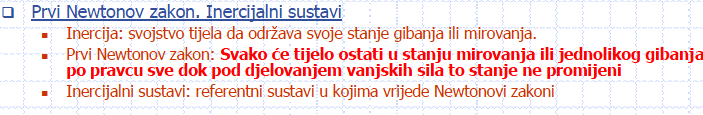 Prvi Newtonov zakon. Inercijalni sustavi
Inercija: svojstvo tijela da održava svoje stanje gibanja ili mirovanja.
Prvi Newtonov zakon: Svako će tijelo ostati u stanju mirovanja ili jednolikog gibanja
po pravcu sve dok pod djelovanjem vanjskih sila to stanje ne promijeni
Inercijalni sustavi: referentni sustavi u kojima vrijede Newtonovi zakoni